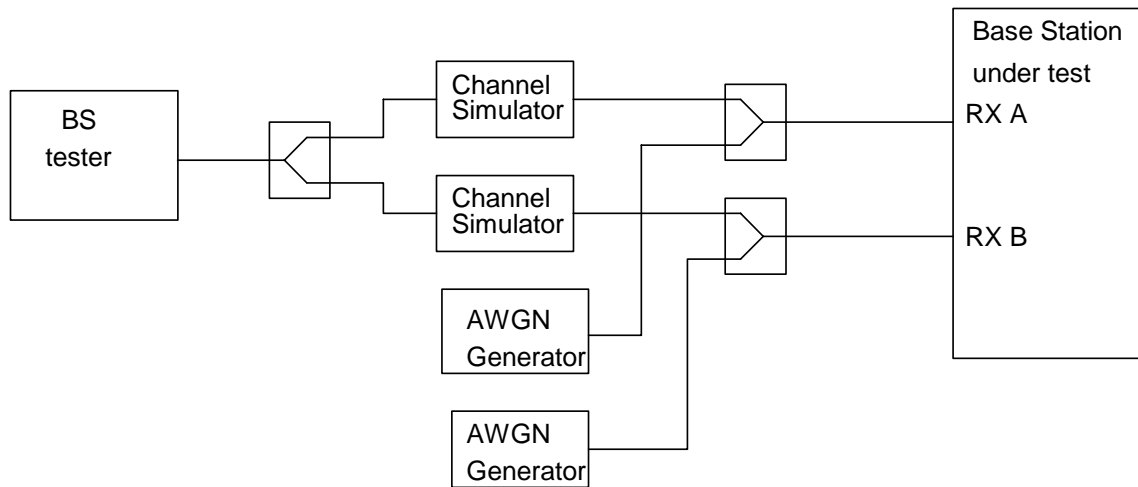 BS
tester
Channel
Simulator
Channel
Simulator
AWGN
Generator
AWGN
Generator
Base Station
under test
RX A
RX B